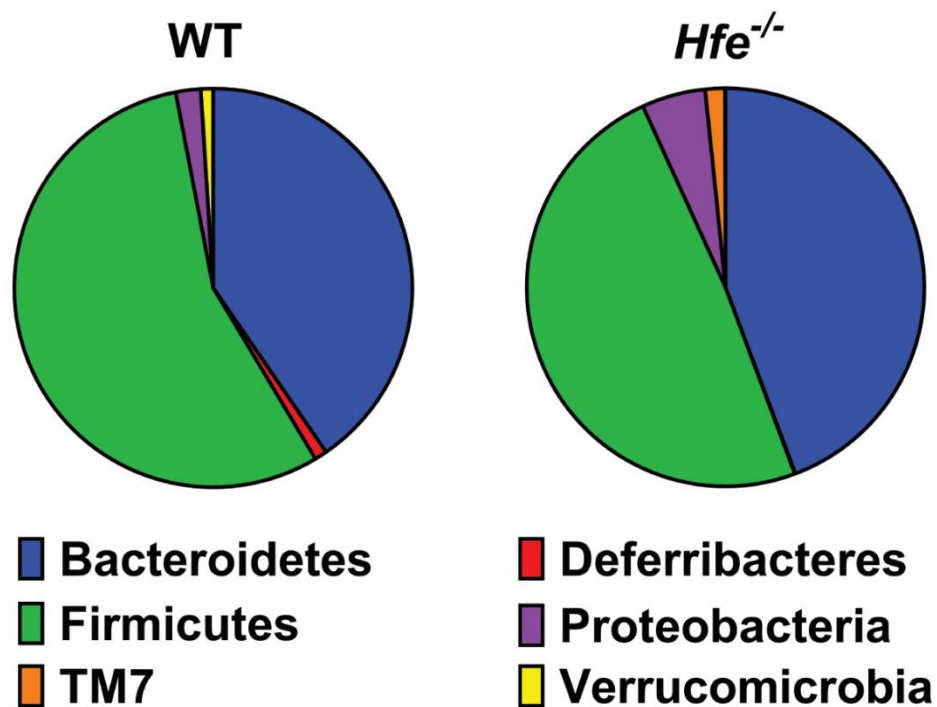 WT
Hfe-/-
Bacteroidetes
Firmicutes
TM7
Deferribacteres
Proteobacteria
Verrucomicrobia